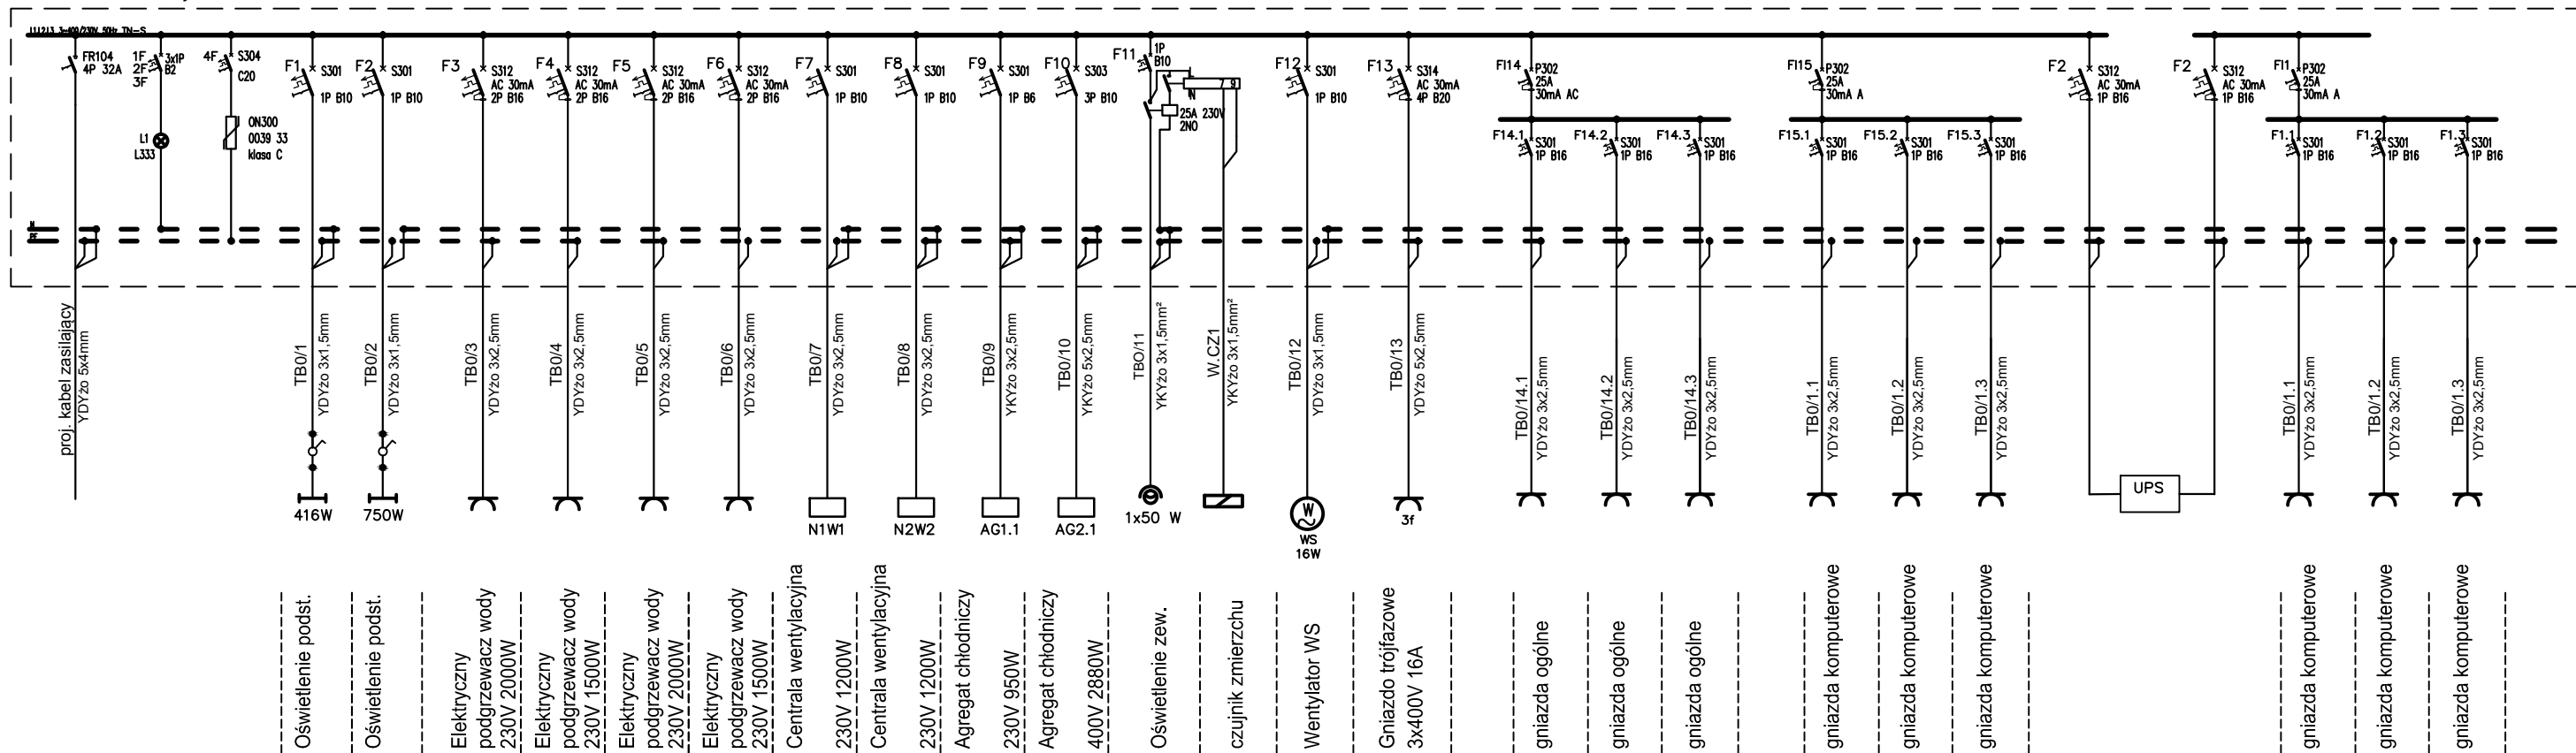 L1L2L3 3~400/230V, 50Hz TN-S
FR104
4P 32A
1F
2F
3F
3x1P
B2
4F
S304
C20
L1
L333
ON300
0039 33
klasa C
F1
S301
1P B10
F2
S301
1P B10
F3
S312
AC 30mA
2P B16
F4
S312
AC 30mA
2P B16
F5
S312
AC 30mA
2P B16
F6
S312
AC 30mA
2P B16
F7
S301
1P B10
F8
S301
1P B10
F9
S301
1P B6
F10
S303
3P B10
F11
1P
B10
L
N
7 9
25A 230V
2NO
F12
S301
1P B10
F13
S314
AC 30mA
4P B20
FI14
P302
25A
30mA AC
F14.1
S301
1P B16
F14.2
S301
1P B16
F14.3
S301
1P B16
FI15
P302
25A
30mA A
F15.1
S301
1P B16
F15.2
S301
1P B16
F15.3
S301
1P B16
F2
S312
AC 30mA
1P B16
F2
S312
AC 30mA
1P B16
FI1
P302
25A
30mA A
F1.1
S301
1P B16
F1.2
S301
1P B16
F1.3
S301
1P B16
N
PE
proj. kabel zasilający
YDYżo 5x4mm
TB0/1
YDYżo 3x1,5mm
TB0/2
YDYżo 3x1,5mm
TB0/3
YDYżo 3x2,5mm
TB0/4
YDYżo 3x2,5mm
TB0/5
YDYżo 3x2,5mm
TB0/6
YDYżo 3x2,5mm
TB0/7
YDYżo 3x2,5mm
TB0/8
YDYżo 3x2,5mm
TB0/9
YKYżo 3x2,5mm
TB0/10
YKYżo 5x2,5mm
TBO/11
YKYżo 3x1,5mm²
W.CZ1
YKYżo 3x1,5mm²
TB0/12
YDYżo 3x1,5mm
TB0/13
YDYżo 5x2,5mm
TB0/14.1
YDYżo 3x2,5mm
TB0/14.2
YDYżo 3x2,5mm
TB0/14.3
YDYżo 3x2,5mm
TB0/1.1
YDYżo 3x2,5mm
TB0/1.2
YDYżo 3x2,5mm
TB0/1.3
YDYżo 3x2,5mm
TB0/1.1
YDYżo 3x2,5mm
TB0/1.2
YDYżo 3x2,5mm
TB0/1.3
YDYżo 3x2,5mm
416W
750W
N1W1
N2W2
AG1.1
AG2.1
1x50 W
W
WS
16W
3f
UPS
Oświetlenie podst.
Oświetlenie podst.
Elektryczny
podgrzewacz wody
230V 2000W
Elektryczny
podgrzewacz wody
230V 1500W
Elektryczny
podgrzewacz wody
230V 2000W
Elektryczny
podgrzewacz wody
230V 1500W
Centrala wentylacyjna
230V 1200W
Centrala wentylacyjna
230V 1200W
Agregat chłodniczy
230V 950W
Agregat chłodniczy
400V 2880W
Oświetlenie zew.
czujnik zmierzchu
Wentylator WS
Gniazdo trójfazowe
3x400V 16A
gniazda ogólne
gniazda ogólne
gniazda ogólne
gniazda komputerowe
gniazda komputerowe
gniazda komputerowe
gniazda komputerowe
gniazda komputerowe
gniazda komputerowe